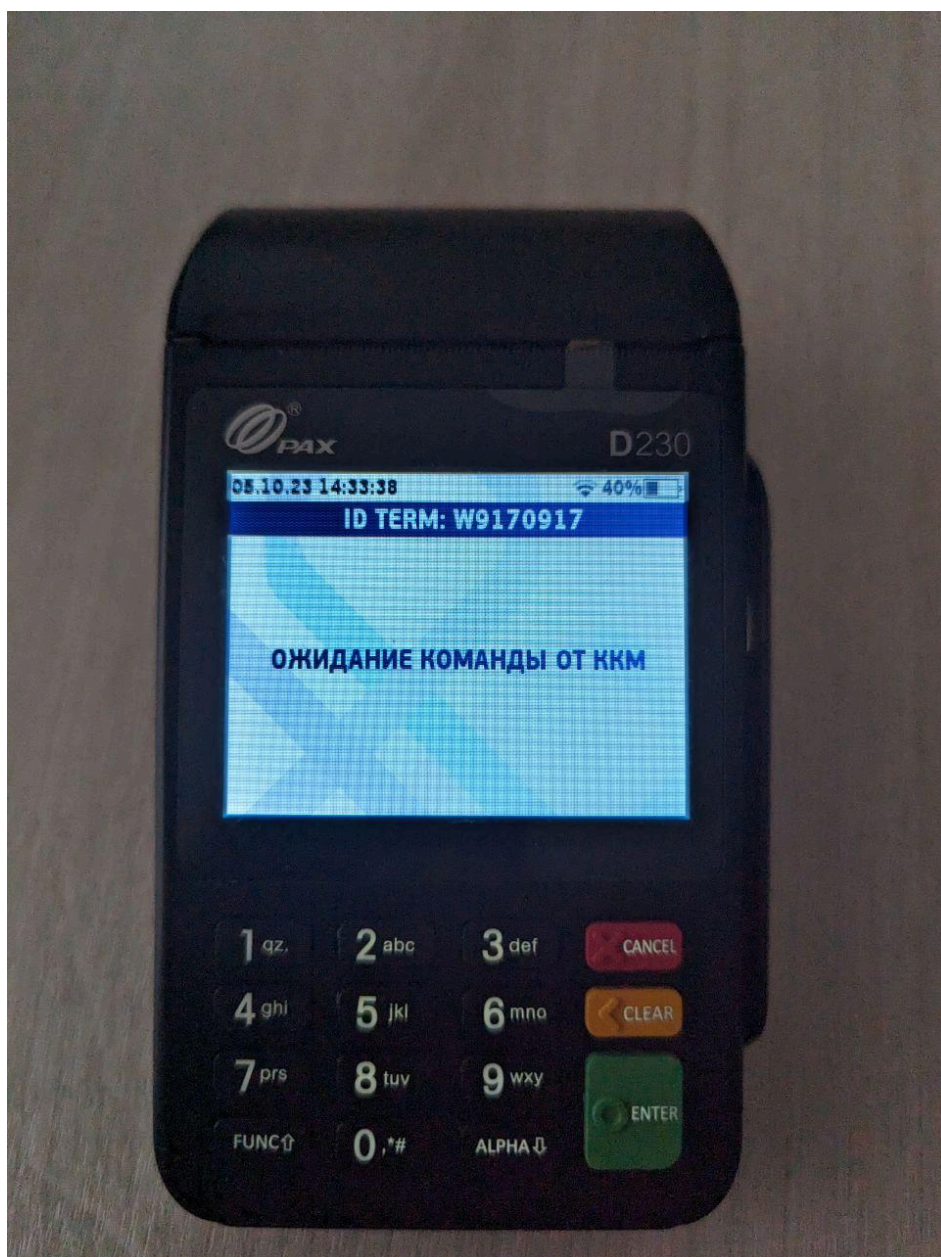 PAX®
D230
05.10.23 14:33:38 40%
ID TERM: W9170917
ОЖИДАНИЕ КОМАНДЫ ОТ ККМ
1 qz. 2 abc 3 def CANCEL
4 ghi 5 jkl 6 mno CLEAR
7 prs 8 tuv 9 wxy
FUNC⇧ 0 ,*# ALPHA⇩ ENTER